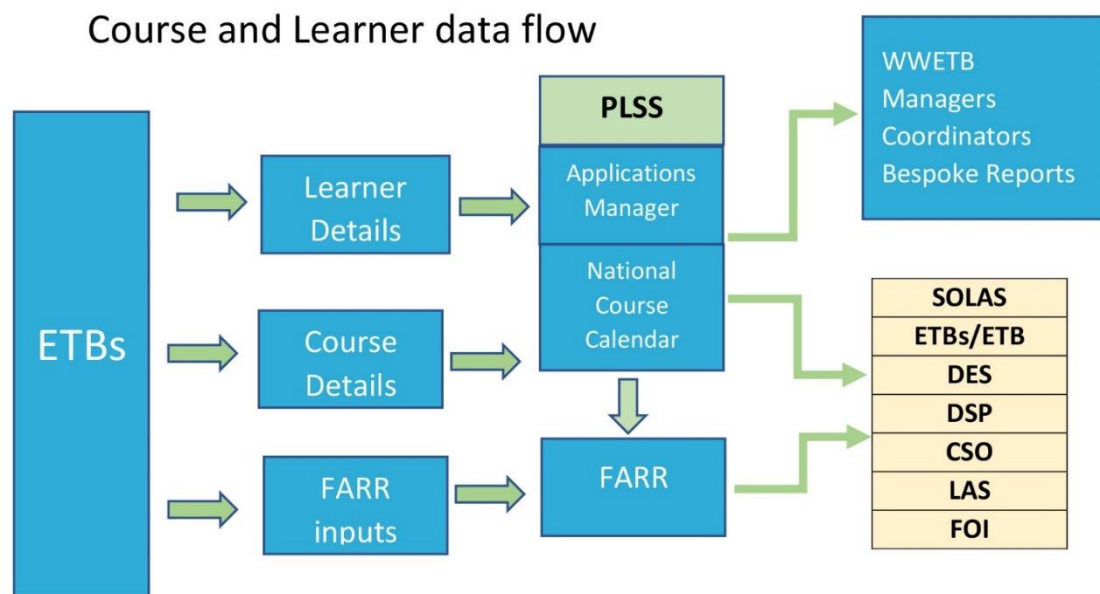 Course and Learner data flow
ETBs
Learner
Details
Course
Details
FARR
inputs
PLSS
Applications
Manager
National
Course
Calendar
FARR
WWETB
Managers
Coordinators
Bespoke Reports
SOLAS
ETBs/ETB
DES
DSP
CSO
LAS
FOI